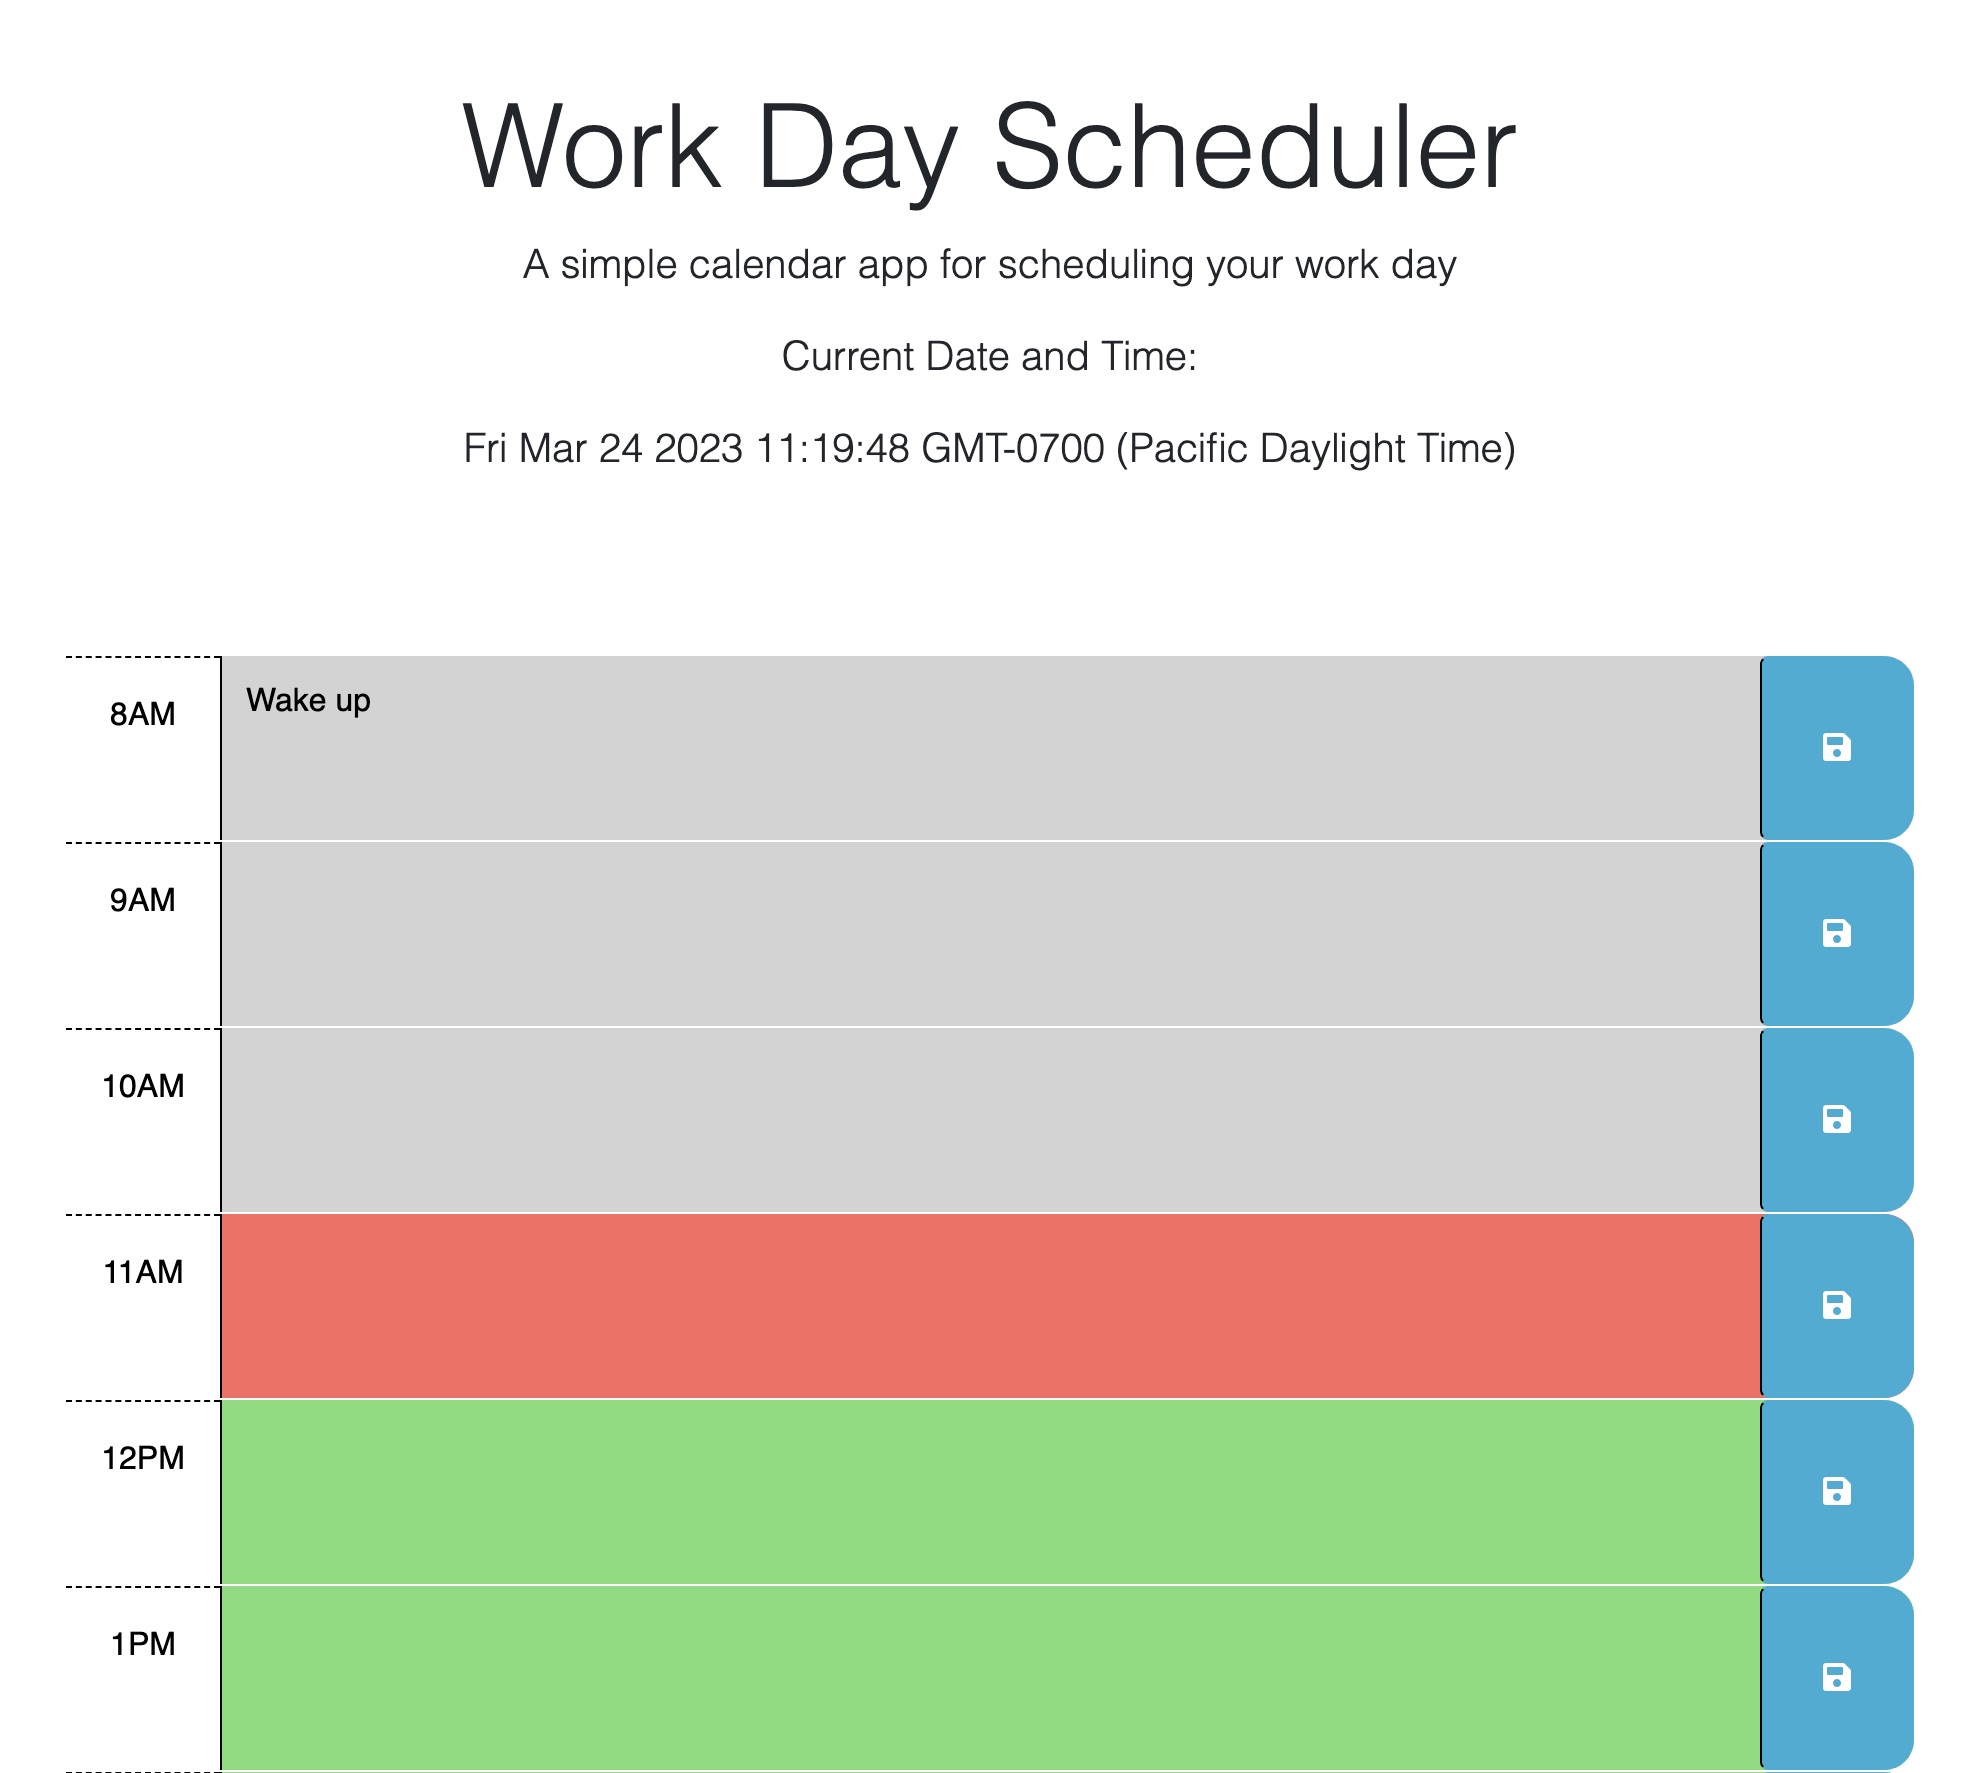 Work Day Scheduler
A simple calendar app for scheduling your work day
Current Date and Time:
Fri Mar 24 2023 11:19:48 GMT-0700 (Pacific Daylight Time)
8AM
Wake up
9AM
10AM
11AM
12PM
1PM